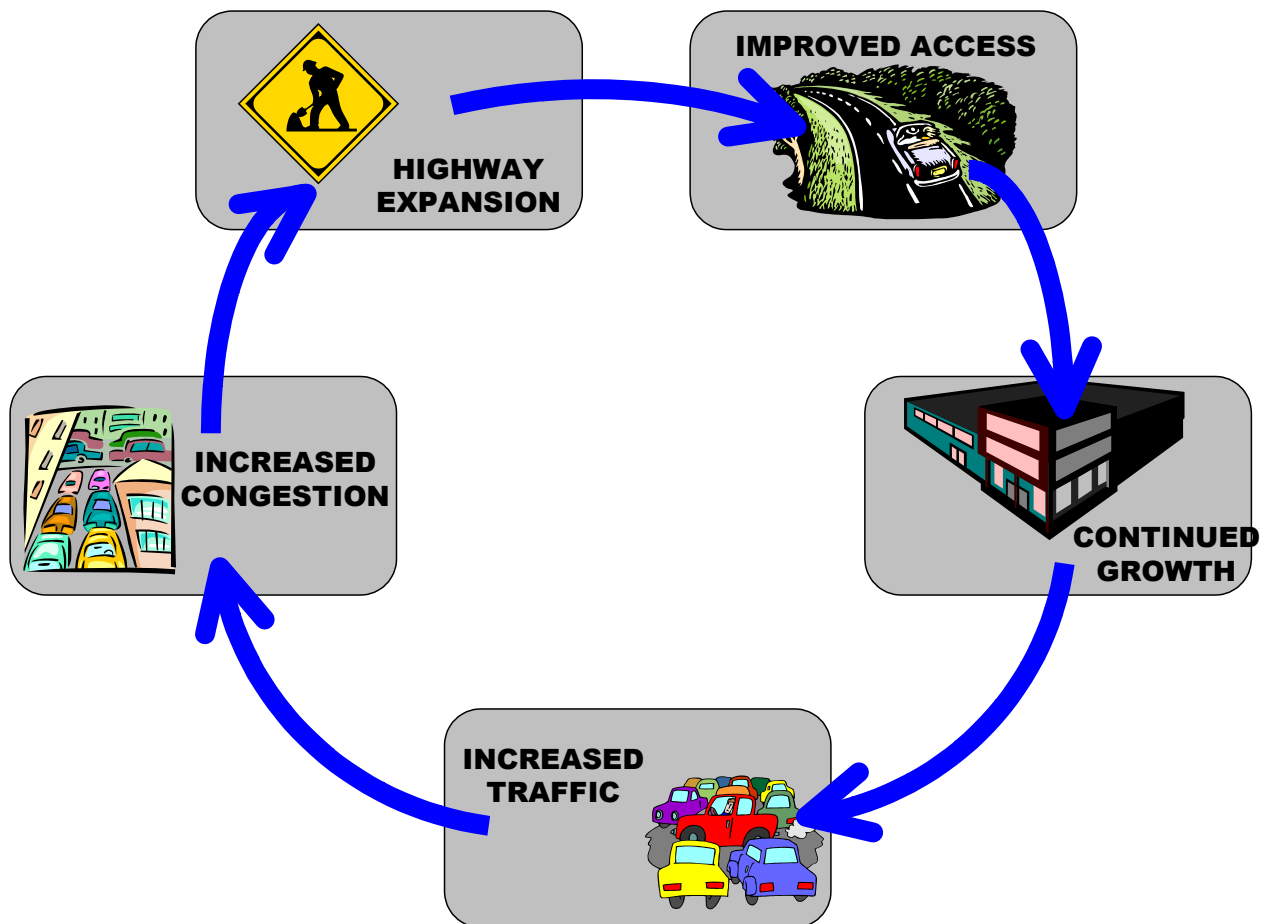 IMPROVED ACCESS
HIGHWAY
EXPANSION
INCREASED
CONGESTION
CONTINUED
GROWTH
INCREASED
TRAFFIC